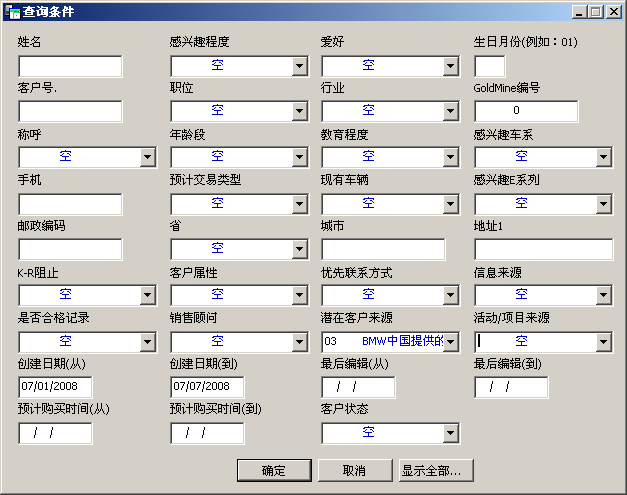 查询条件
姓名 感兴趣程度 爱好 生日月份(例如：01)
空 空
客户号. 职位 行业 GoldMine编号
空 空 0
称呼 年龄段 教育程度 感兴趣车系
空 空 空 空
手机 预计交易类型 现有车辆 感兴趣E系列
空 空 空
邮政编码 省 城市 地址1
空
K-R阻止 客户属性 优先联系方式 信息来源
空 空 空 空
是否合格记录 销售顾问 潜在客户来源 活动/项目来源
空 空 03 BMW中国提供的 空
创建日期(从) 创建日期(到) 最后编辑(从) 最后编辑(到)
07/01/2008 07/07/2008 / / / /
预计购买时间(从) 预计购买时间(到) 客户状态
/ / / / 空
确定 取消 显示全部...